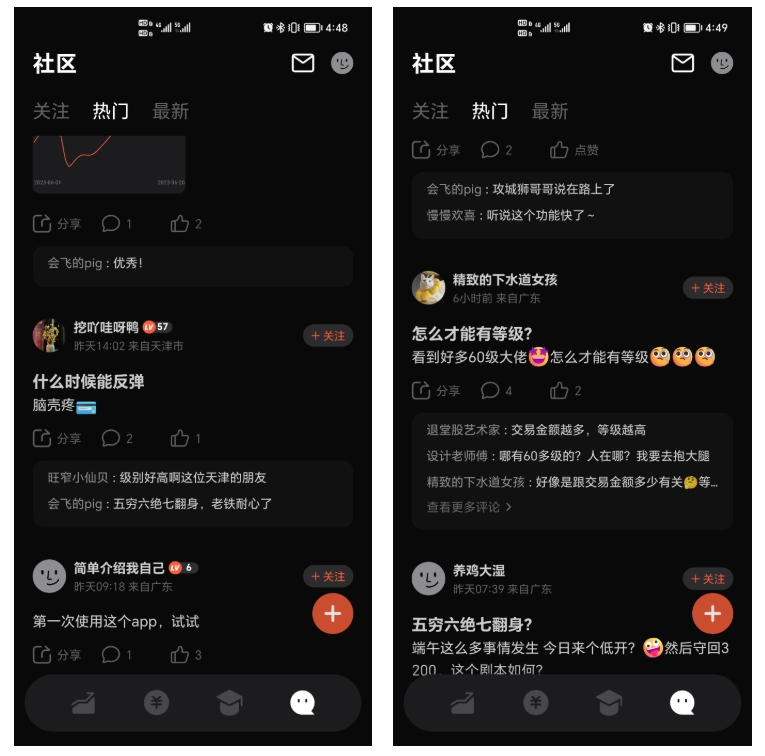 4:48
社区
关注 热门 最新
2023-06-01 2023-06-20
分享 1 2
会飞的pig : 优秀!
挖吖哇呀鸭 LV 57
昨天14:02 来自天津市
+ 关注
什么时候能反弹
脑壳疼
分享 2 1
旺窄小仙贝 : 级别好高啊这位天津的朋友
会飞的pig : 五穷六绝七翻身，老铁耐心了
简单介绍我自己 LV 6
昨天09:18 来自广东
+ 关注
第一次使用这个app，试试
分享 1 3
4:49
社区
关注 热门 最新
分享 2 点赞
会飞的pig : 攻城狮哥哥说在路上了
慢慢欢喜 : 听说这个功能快了～
精致的下水道女孩
6小时前 来自广东
+ 关注
怎么才能有等级?
看到好多60级大佬🤩怎么才能有等级🥺🥺🥺
分享 4 2
退堂股艺术家 : 交易金额越多，等级越高
设计老师傅 : 哪有60多级的？人在哪？我要去抱大腿
精致的下水道女孩 : 好像是跟交易金额多少有关🤔等...
查看更多评论 >
养鸡大湿
昨天07:39 来自广东
+ 关注
五穷六绝七翻身?
端午这么多事情发生 今日来个低开？🤪然后守回3
200，这个剧本如何?